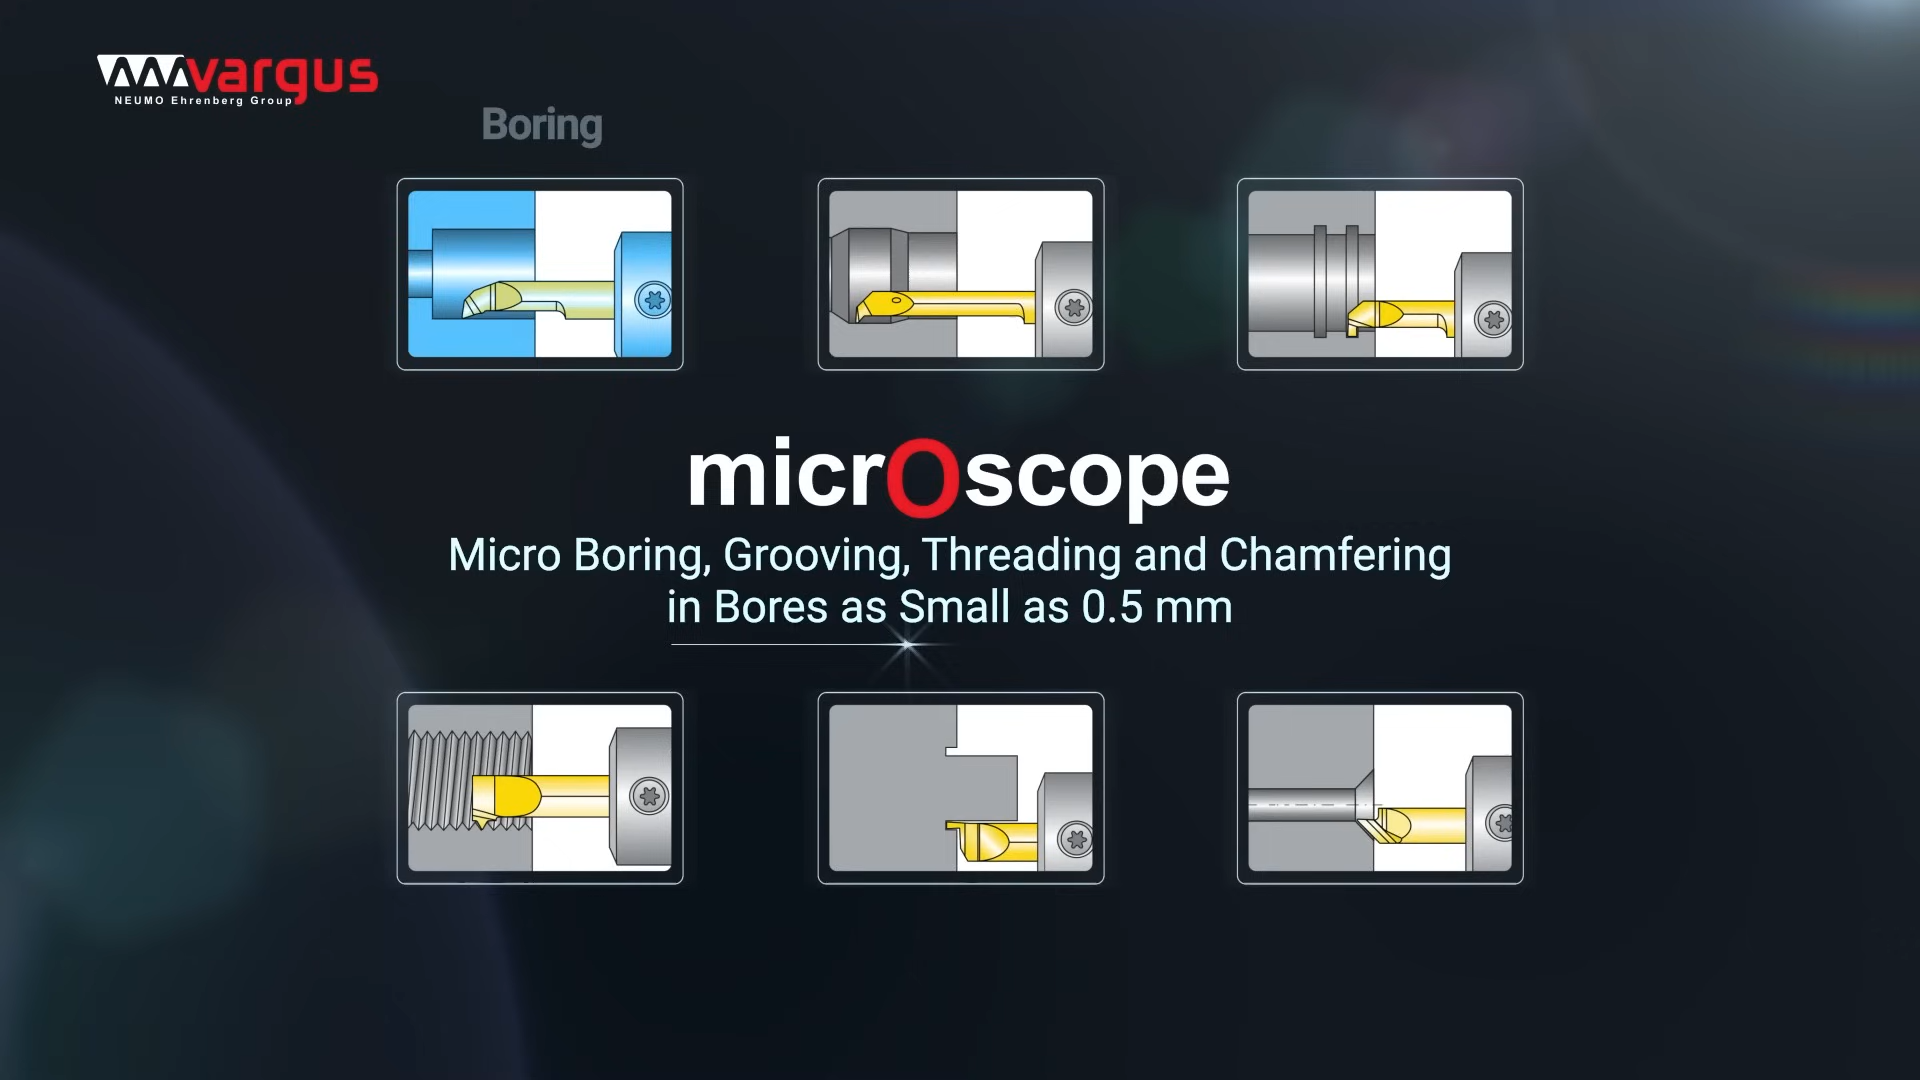 vargus
NEUMO Ehrenberg Group
Boring
micrOscope
Micro Boring, Grooving, Threading and Chamfering
in Bores as Small as 0.5 mm